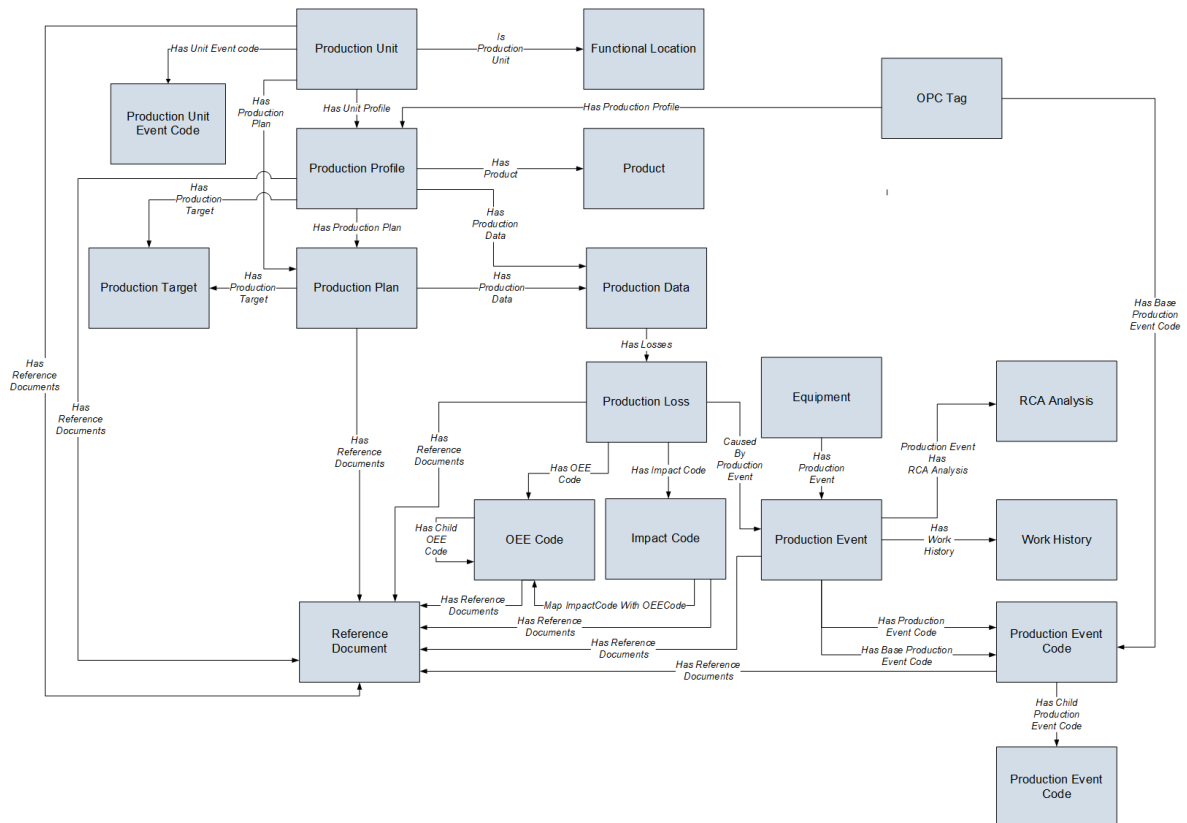 Production Unit
Is
Production
Unit
Functional Location
Has Unit Event code
OPC Tag
Has
Production
Plan
Production Unit
Event Code
Has Unit Profile
Has Production Profile
Production Profile
Has
Product
Product
Has
Production
Target
Has
Production
Data
Has Production Plan
Production Target
Has
Production
Target
Production Plan
Has
Production
Data
Production Data
Has Base
Production
Event Code
Has Losses
Has
Reference
Documents
Has
Reference
Documents
Production Loss
Equipment
RCA Analysis
Has
Reference
Documents
Has
Reference
Documents
Caused
By
Production
Event
Has
Production
Event
Production Event
Has
RCA Analysis
Has OEE
Code
Has Impact Code
Has Child
OEE
Code
OEE Code
Impact Code
Production Event
Has
Work
History
Work History
Has Reference
Documents
Map ImpactCode With OEECode
Has Reference
Documents
Has Production
Event Code
Reference
Document
Production Event
Code
Has Reference
Documents
Has Base Production
Event Code
Has Reference
Documents
Has Child
Production
Event Code
Production Event
Code